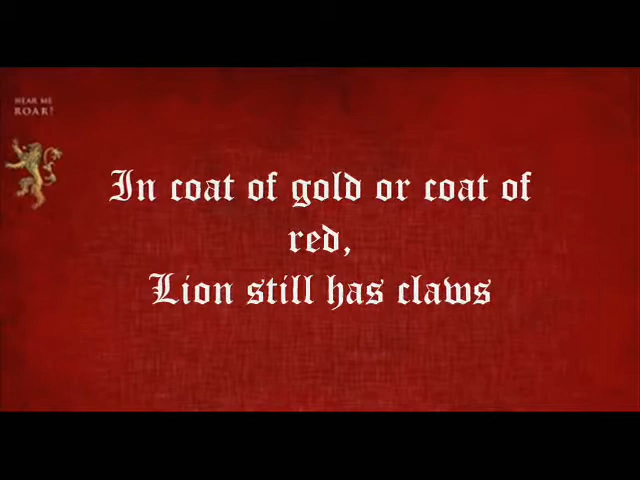 HEAR ME
ROAR!
In coat of gold or coat of
red,
Lion still has claws